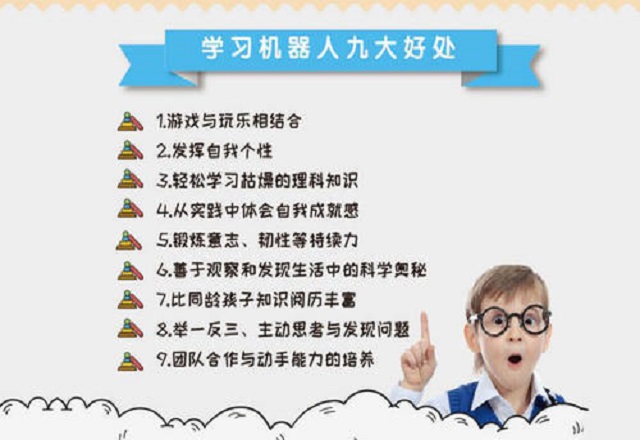 学习机器人九大好处
1.游戏与玩乐相结合
2.发挥自我个性
3.轻松学习枯燥的理科知识
4.从实践中体会自我成就感
5.锻炼意志、韧性等持续力
6.善于观察和发现生活中的科学奥秘
7.比同龄孩子知识阅历丰富
8.举一反三、主动思考与发现问题
9.团队合作与动手能力的培养